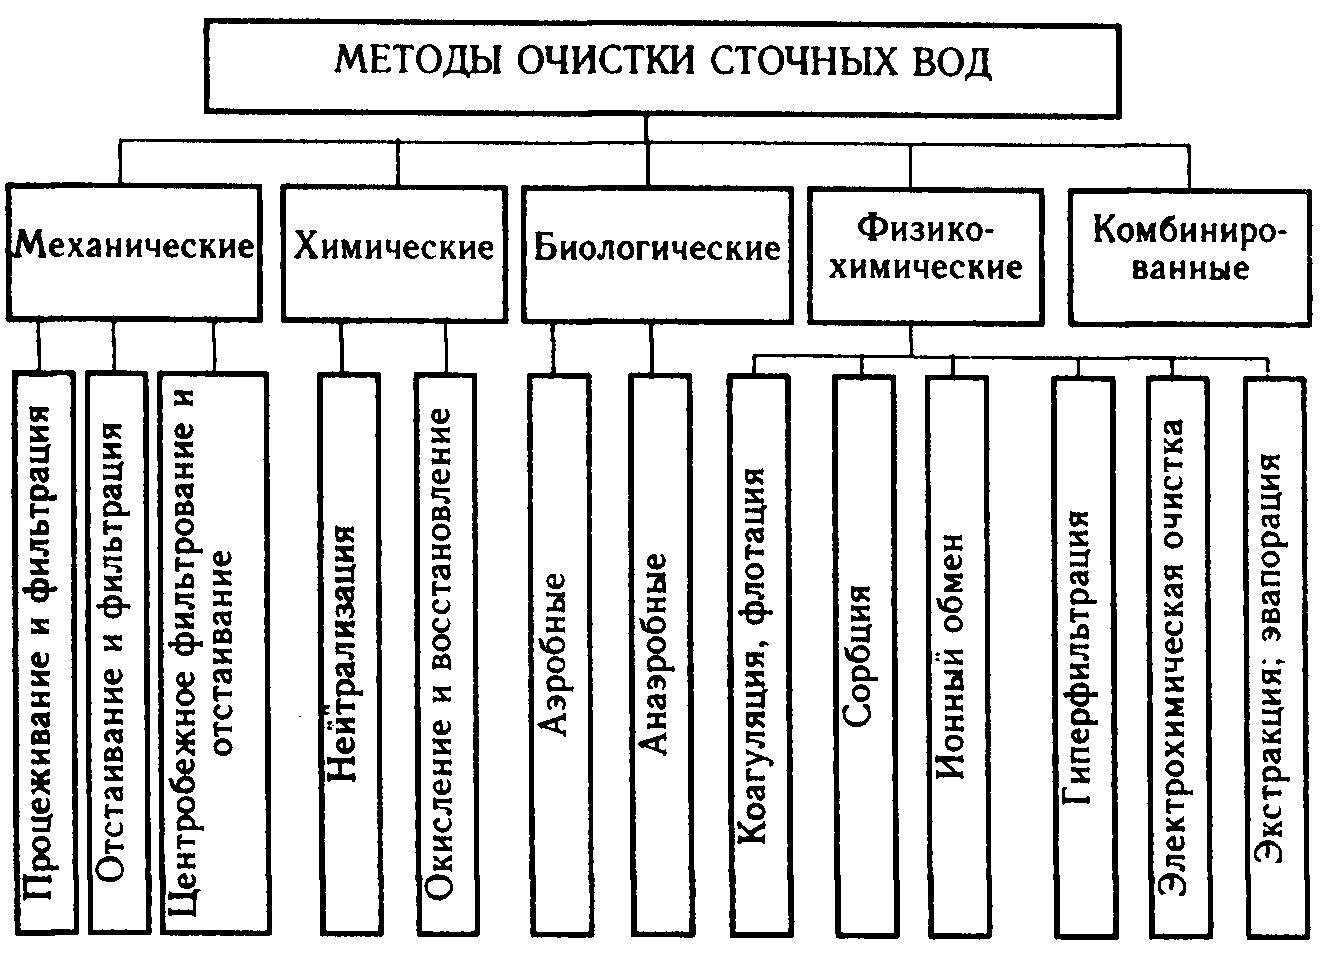 МЕТОДЫ ОЧИСТКИ СТОЧНЫХ ВОД
Механические
Химические
Биологические
Физико-
химические
Комбиниро-
ванные
Процеживание и фильтрация
Отстаивание и фильтрация
Центробежное фильтрование и
отстаивание
Нейтрализация
Окисление и восстановление
Аэробные
Анаэробные
Коагуляция, флотация
Сорбция
Ионный обмен
Гиперфильтрация
Электрохимическая очистка
Экстракция; эвапорация